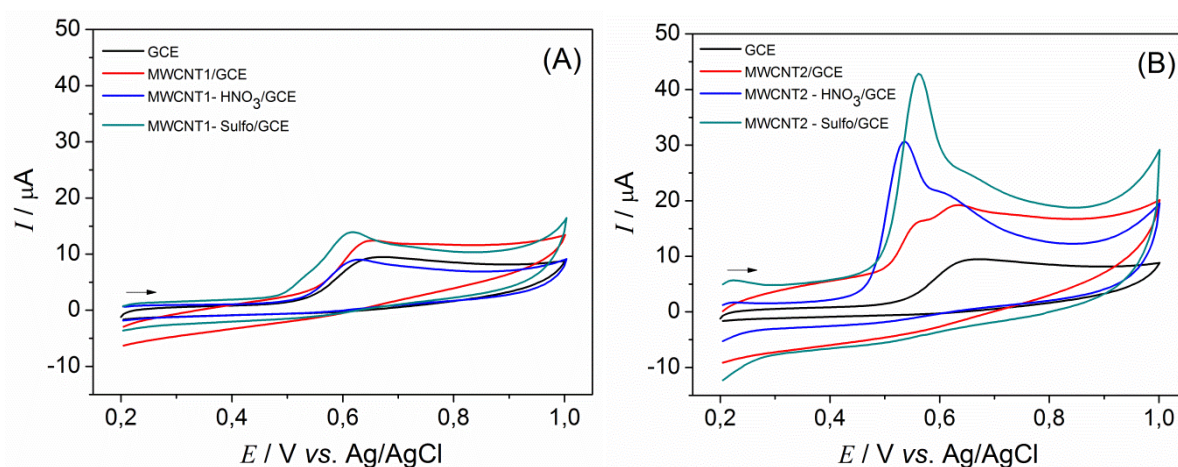 (A)
GCE
MWCNT1/GCE
MWCNT1- HNO3/GCE
MWCNT1- Sulfo/GCE
50
40
30
20
10
0
-10
I / μA
0,2 0,4 0,6 0,8 1,0
E / V vs. Ag/AgCl
(B)
GCE
MWCNT2/GCE
MWCNT2 - HNO3/GCE
MWCNT2 - Sulfo/GCE
50
40
30
20
10
0
-10
I / μA
0,2 0,4 0,6 0,8 1,0
E / V vs. Ag/AgCl